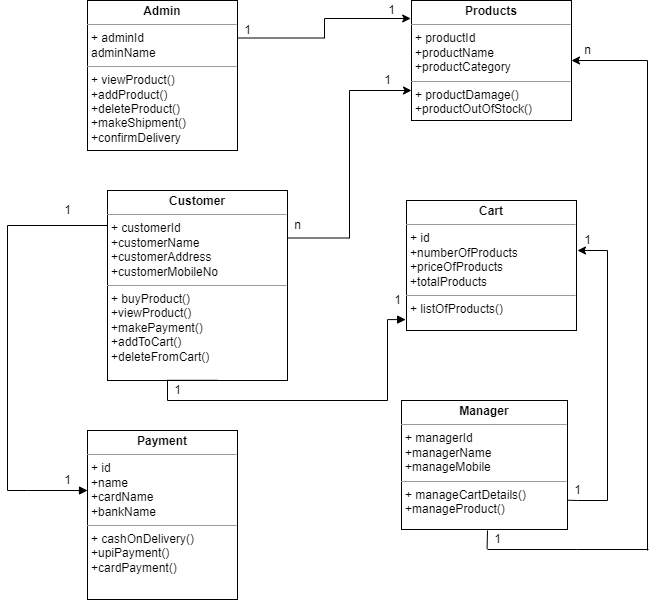 Admin
+ adminId
adminName
+ viewProduct()
+addProduct()
+deleteProduct()
+makeShipment()
+confirmDelivery
1
1
Products
+ productId
+productName
+productCategory
+ productDamage()
+productOutOfStock()
n
1
n
Customer
+ customerId
+customerName
+customerAddress
+customerMobileNo
+ buyProduct()
+viewProduct()
+makePayment()
+addToCart()
+deleteFromCart()
1
1
1
1
Cart
+ id
+numberOfProducts
+priceOfProducts
+totalProducts
+ listOfProducts()
1
Payment
+ id
+name
+cardName
+bankName
+ cashOnDelivery()
+upiPayment()
+cardPayment()
Manager
+ managerId
+managerName
+manageMobile
+ manageCartDetails()
+manageProduct()
1
1